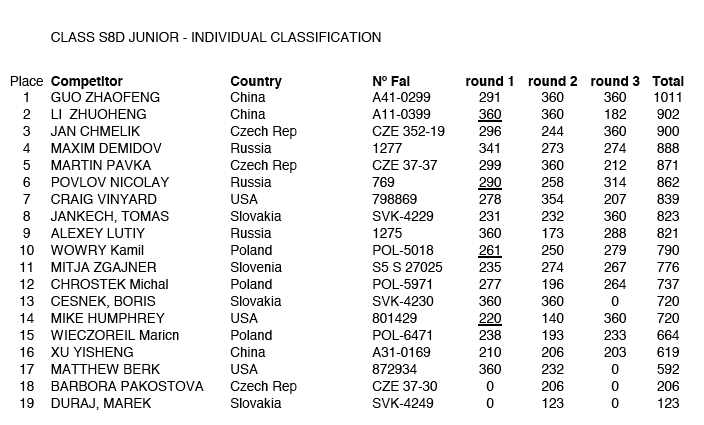 CLASS S8D JUNIOR - INDIVIDUAL CLASSIFICATION
Place Competitor Country Nº FaI round 1 round 2 round 3 Total
1 GUO ZHAOFENG China A41-0299 291 360 360 1011
2 LI ZHUOHENG China A11-0399 360 360 182 902
3 JAN CHMELIK Czech Rep CZE 352-19 296 244 360 900
4 MAXIM DEMIDOV Russia 1277 341 273 274 888
5 MARTIN PAVKA Czech Rep CZE 37-37 299 360 212 871
6 POVLOV NICOLAY Russia 769 290 258 314 862
7 CRAIG VINYARD USA 798869 278 354 207 839
8 JANKECH, TOMAS Slovakia SVK-4229 231 232 360 823
9 ALEXEY LUTIY Russia 1275 360 173 288 821
10 WOWRY Kamil Poland POL-5018 261 250 279 790
11 MITJA ZGAJNER Slovenia S5 S 27025 235 274 267 776
12 CHROSTEK Michal Poland POL-5971 277 196 264 737
13 CESNEK, BORIS Slovakia SVK-4230 360 360 0 720
14 MIKE HUMPHREY USA 801429 220 140 360 720
15 WIECZOREIL Maricn Poland POL-6471 238 193 233 664
16 XU YISHENG China A31-0169 210 206 203 619
17 MATTHEW BERK USA 872934 360 232 0 592
18 BARBORA PAKOSTOVA Czech Rep CZE 37-30 0 206 0 206
19 DURAJ, MAREK Slovakia SVK-4249 0 123 0 123